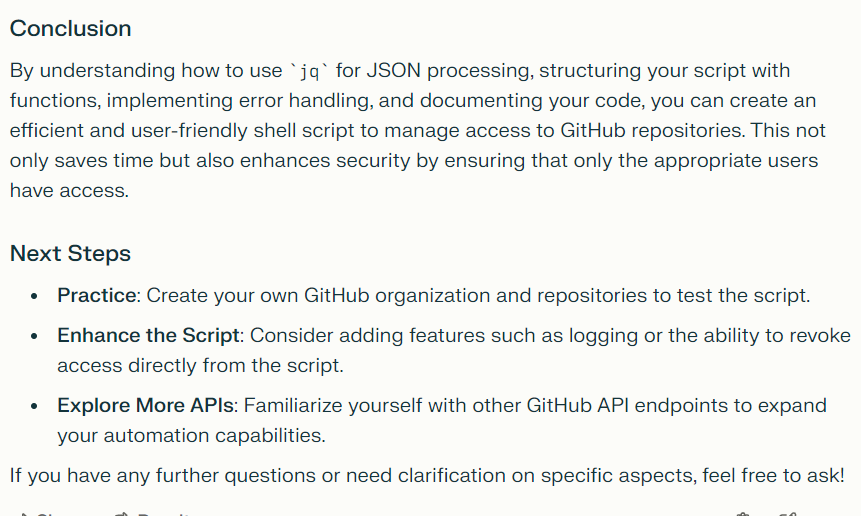 Conclusion
By understanding how to use `jq` for JSON processing, structuring your script with
functions, implementing error handling, and documenting your code, you can create an
efficient and user-friendly shell script to manage access to GitHub repositories. This not
only saves time but also enhances security by ensuring that only the appropriate users
have access.
Next Steps
• Practice: Create your own GitHub organization and repositories to test the script.
• Enhance the Script: Consider adding features such as logging or the ability to revoke
access directly from the script.
• Explore More APIs: Familiarize yourself with other GitHub API endpoints to expand
your automation capabilities.
If you have any further questions or need clarification on specific aspects, feel free to ask!